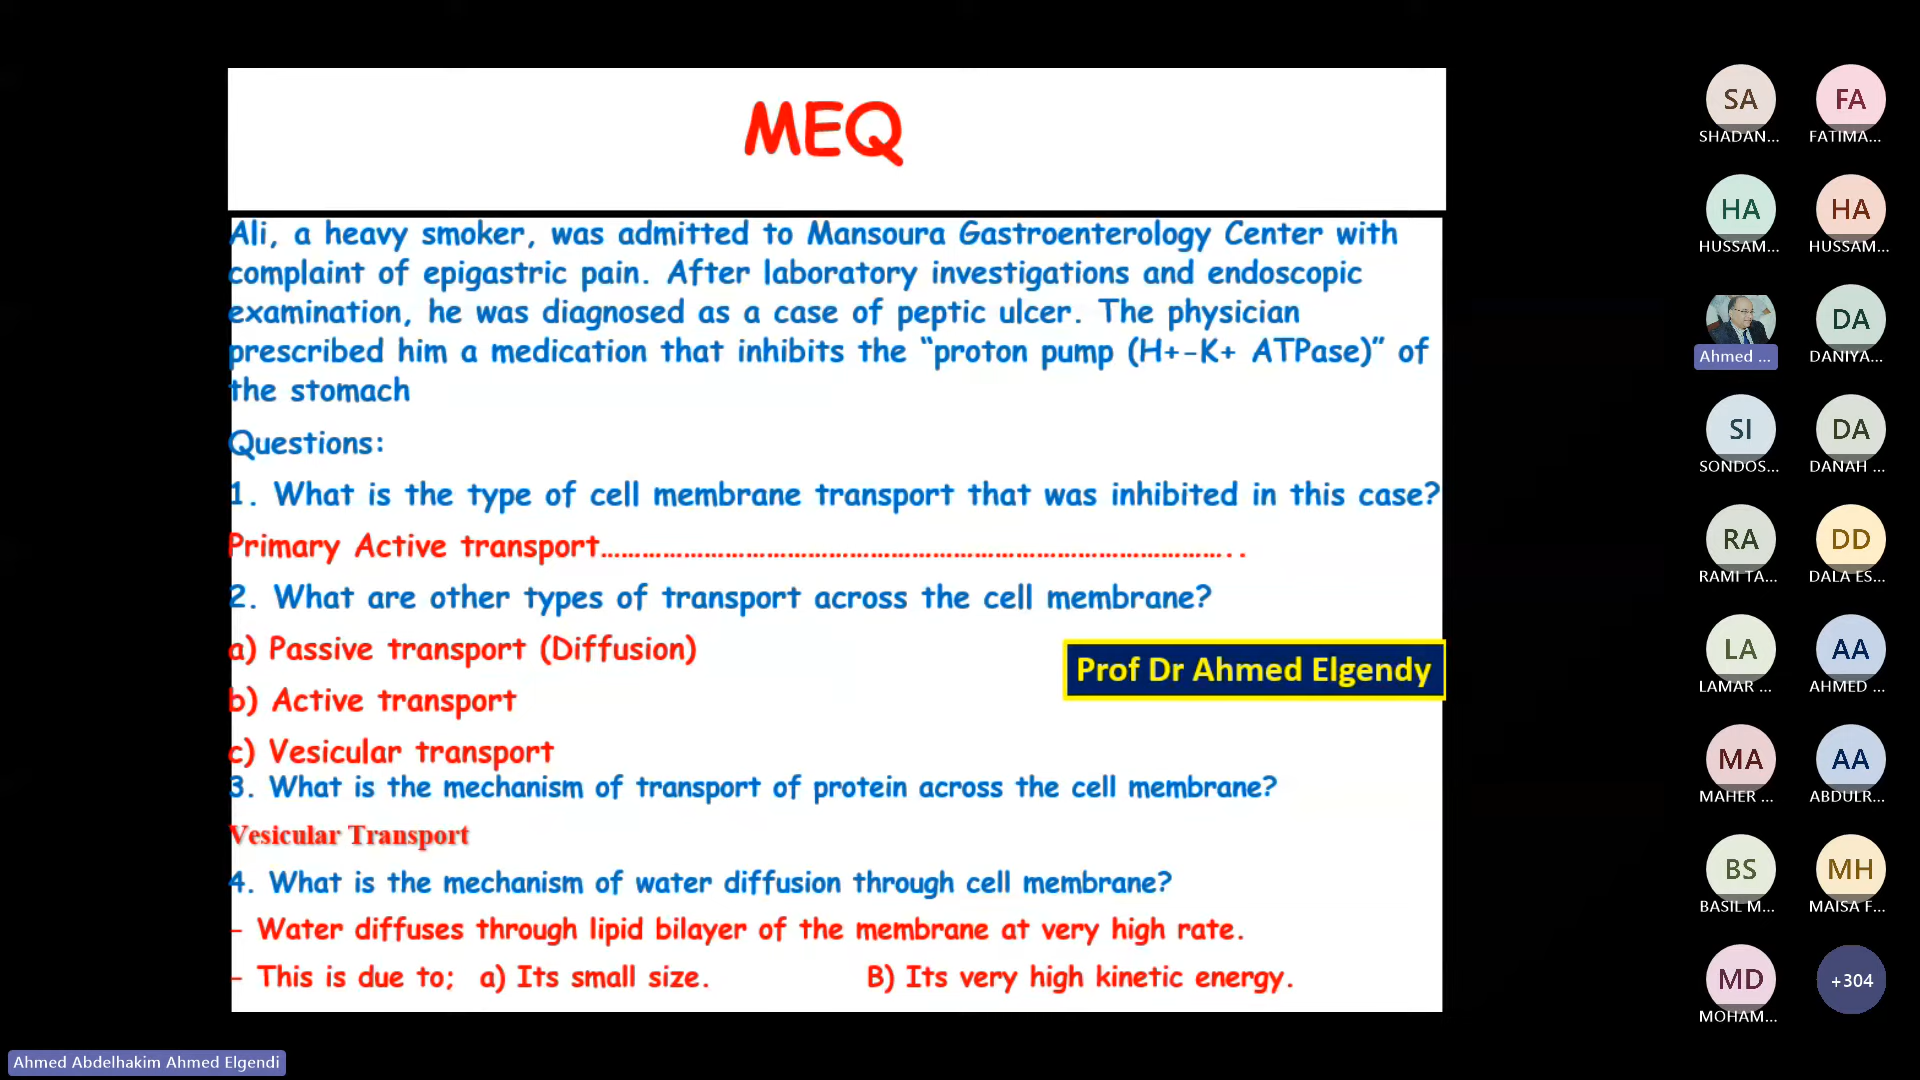 MEQ
Ali, a heavy smoker, was admitted to Mansoura Gastroenterology Center with
complaint of epigastric pain. After laboratory investigations and endoscopic
examination, he was diagnosed as a case of peptic ulcer. The physician
prescribed him a medication that inhibits the “proton pump (H+-K+ ATPase)” of
the stomach
Questions:
1. What is the type of cell membrane transport that was inhibited in this case?
Primary Active transport………………………………………………………………………………..
2. What are other types of transport across the cell membrane?
a) Passive transport (Diffusion)
b) Active transport
c) Vesicular transport
Prof Dr Ahmed Elgendy
3. What is the mechanism of transport of protein across the cell membrane?
Vesicular Transport
4. What is the mechanism of water diffusion through cell membrane?
- Water diffuses through lipid bilayer of the membrane at very high rate.
- This is due to; a) Its small size. B) Its very high kinetic energy.
SA FA
SHADAN... FATIMA...
HA HA
HUSSAM... HUSSAM...
DA
Ahmed ... DANIYA...
SI DA
SONDOS... DANAH ...
RA DD
RAMI TA... DALA ES...
LA AA
LAMAR ... AHMED ...
MA AA
MAHER ... ABDULR...
BS MH
BASIL M... MAISA F...
MD +304
MOHAM...
Ahmed Abdelhakim Ahmed Elgendi